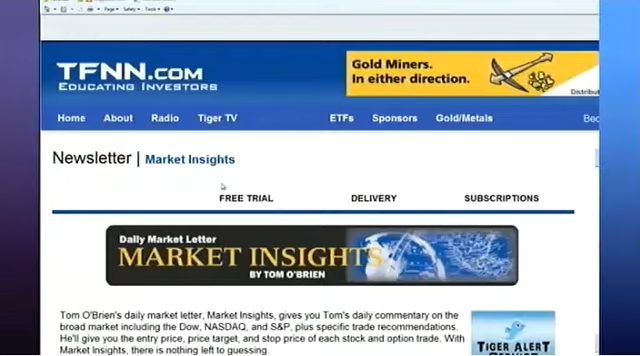 Page Safety Tools
TFNN.COM
EDUCATING INVESTORS
Gold Miners.
In either direction.
Distribut
Home About Radio Tiger TV ETFs Sponsors Gold/Metals Bec
Newsletter | Market Insights
FREE TRIAL DELIVERY SUBSCRIPTIONS
Daily Market Letter
MARKET INSIGHTS
BY TOM O'BRIEN
Tom O'Brien's daily market letter, Market Insights, gives you Tom's daily commentary on the
broad market including the Dow, NASDAQ, and S&P, plus specific trade recommendations.
He'll give you the entry price, price target, and stop price of each stock and option trade. With
Market Insights, there is nothing left to guessing.
TIGER ALERT
SERVICE